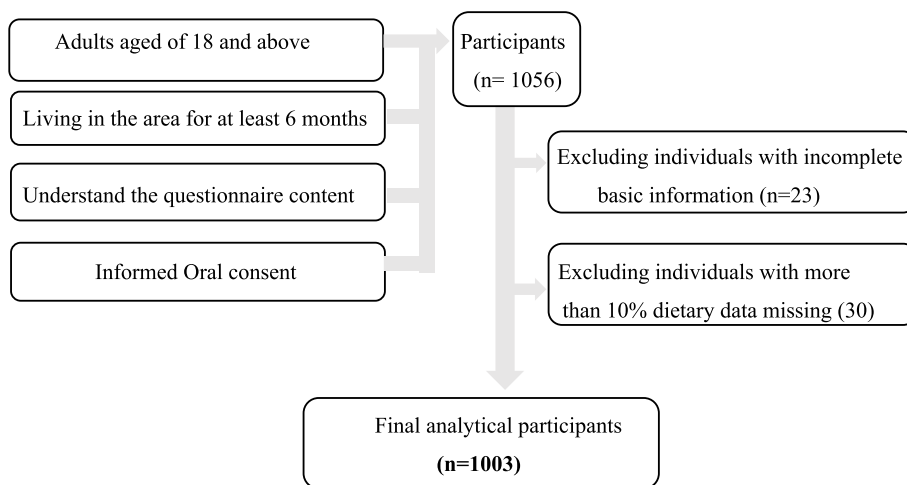 Adults aged of 18 and above
Living in the area for at least 6 months
Understand the questionnaire content
Informed Oral consent
Participants
(n= 1056)
Excluding individuals with incomplete
basic information (n=23)
Excluding individuals with more
than 10% dietary data missing (30)
Final analytical participants
(n=1003)